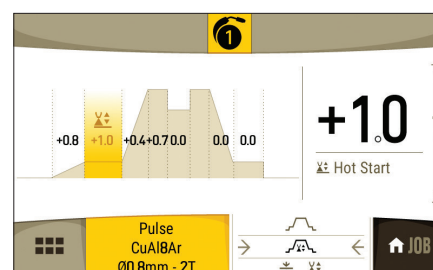 1
+0.8 +1.0 +0.4 +0.7 0.0 0.0 0.0
+1.0
Hot Start
Pulse
CuAl8Ar
Ø0.8mm - 2T
JOB